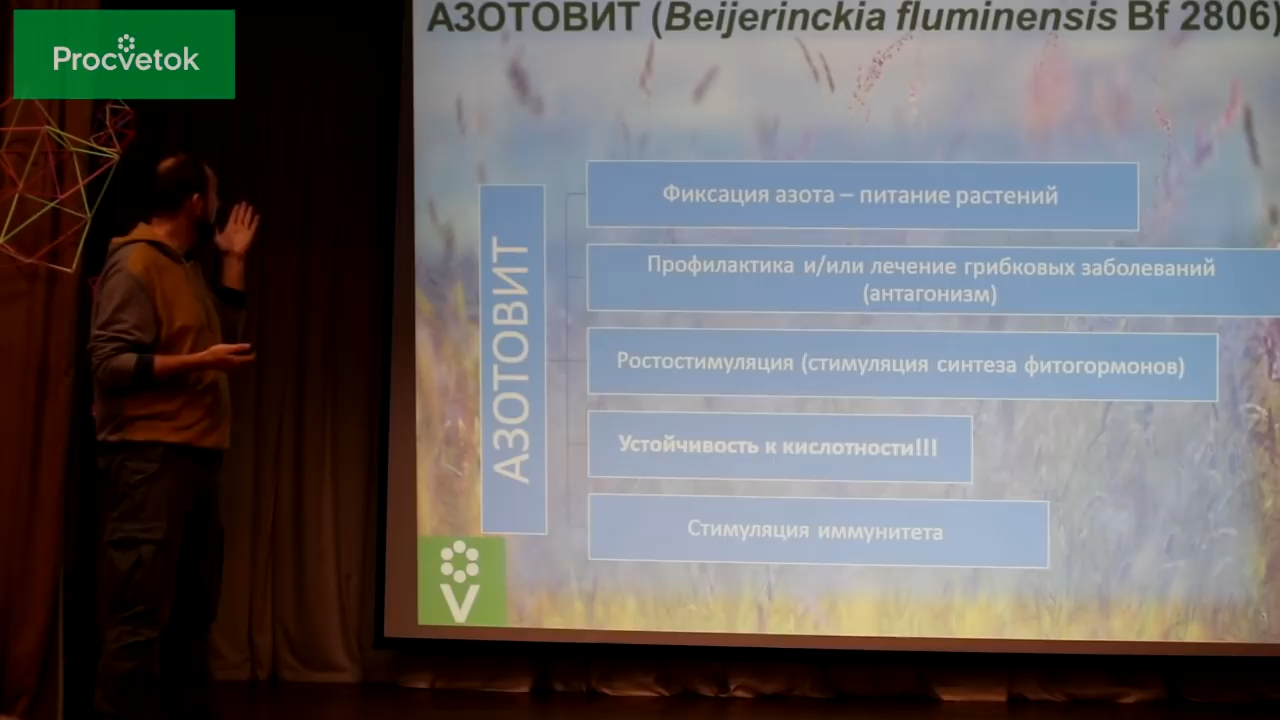 Procvetok
АЗОТОВИТ (Beijerinckia fluminensis Bf 2806)
АЗОТОВИТ
Фиксация азота – питание растений
Профилактика и/или лечение грибковых заболеваний
(антагонизм)
Ростостимуляция (стимуляция синтеза фитогормонов)
Устойчивость к кислотности!!!
Стимуляция иммунитета